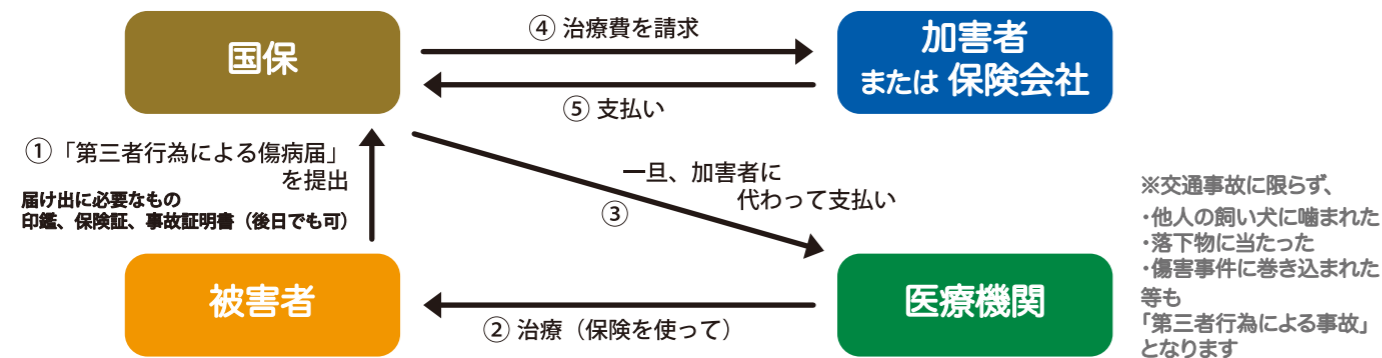 国保
④ 治療費を請求
加害者
または 保険会社
⑤ 支払い
①「第三者行為による傷病届」
を提出
届け出に必要なもの
印鑑、保険証、事故証明書（後日でも可）
一旦、加害者に
代わって支払い
③
被害者
② 治療（保険を使って）
医療機関
※交通事故に限らず、
・他人の飼い犬に噛まれた
・落下物に当たった
・傷害事件に巻き込まれた
等も
「第三者行為による事故」
となります